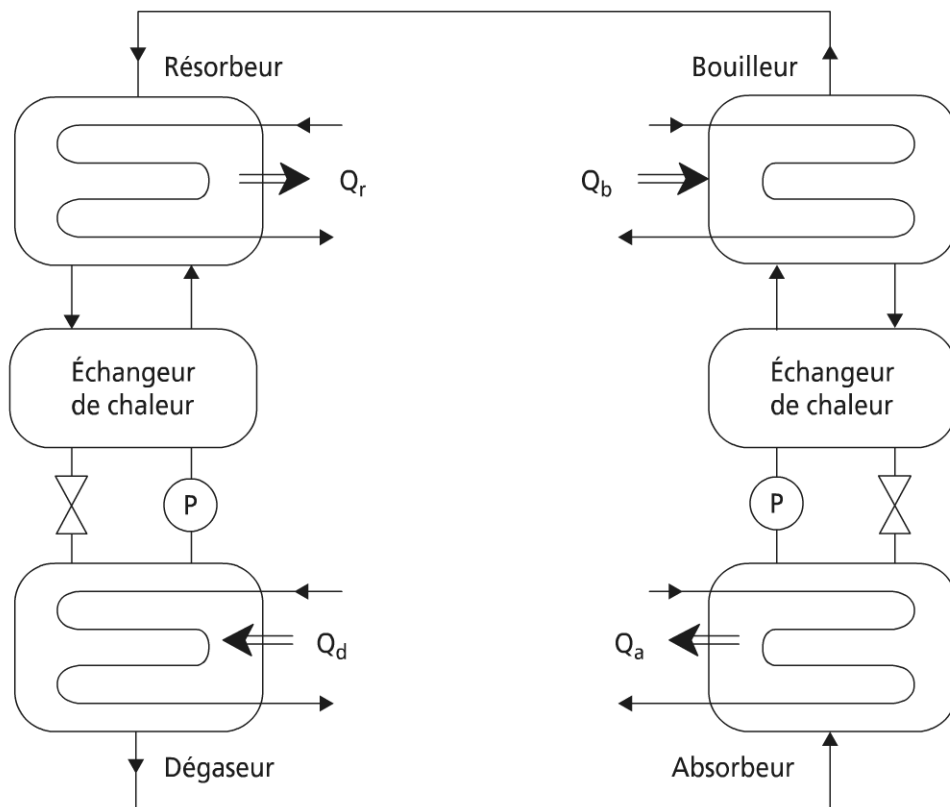 Résorbeur
Bouilleur
Qr
Qb
Échangeur
de chaleur
Échangeur
de chaleur
P
P
Qd
Qa
Dégaseur
Absorbeur